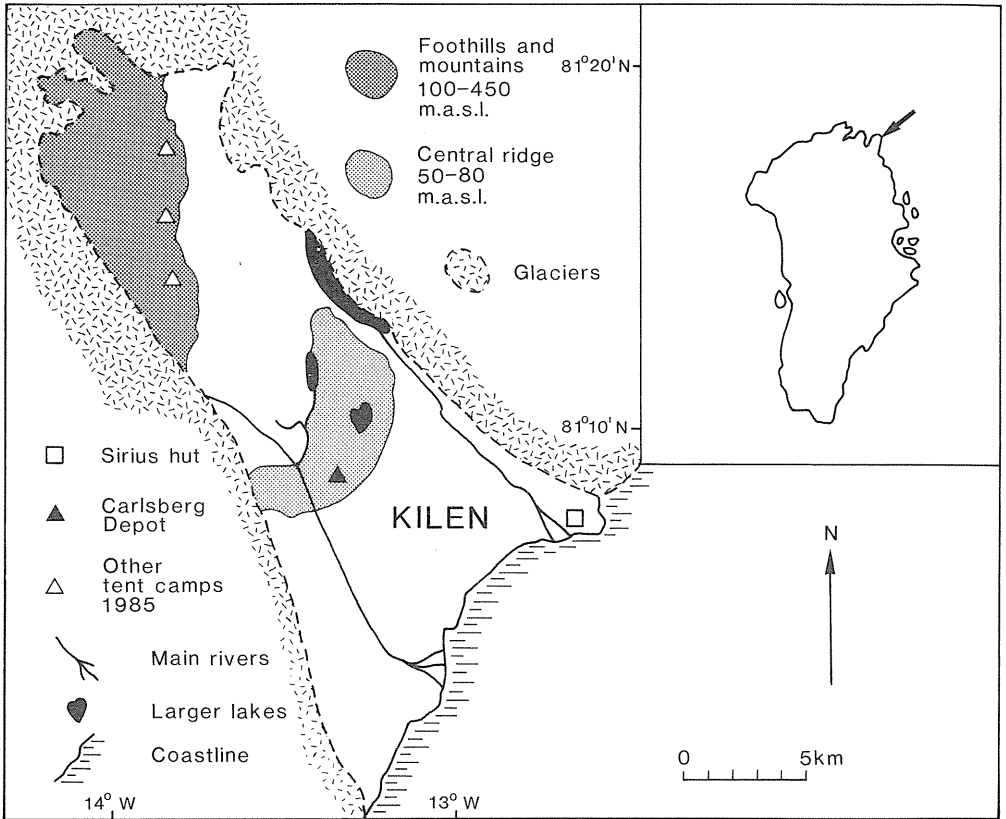 Foothills and
mountains
100–450
m.a.s.l.
81°20'N
Central ridge
50–80
m.a.s.l.
Glaciers
81°10'N
Sirius hut
Carlsberg
Depot
KILEN
Other
tent camps
1985
N
Main rivers
Larger lakes
Coastline
0 5km
14° W
13° W